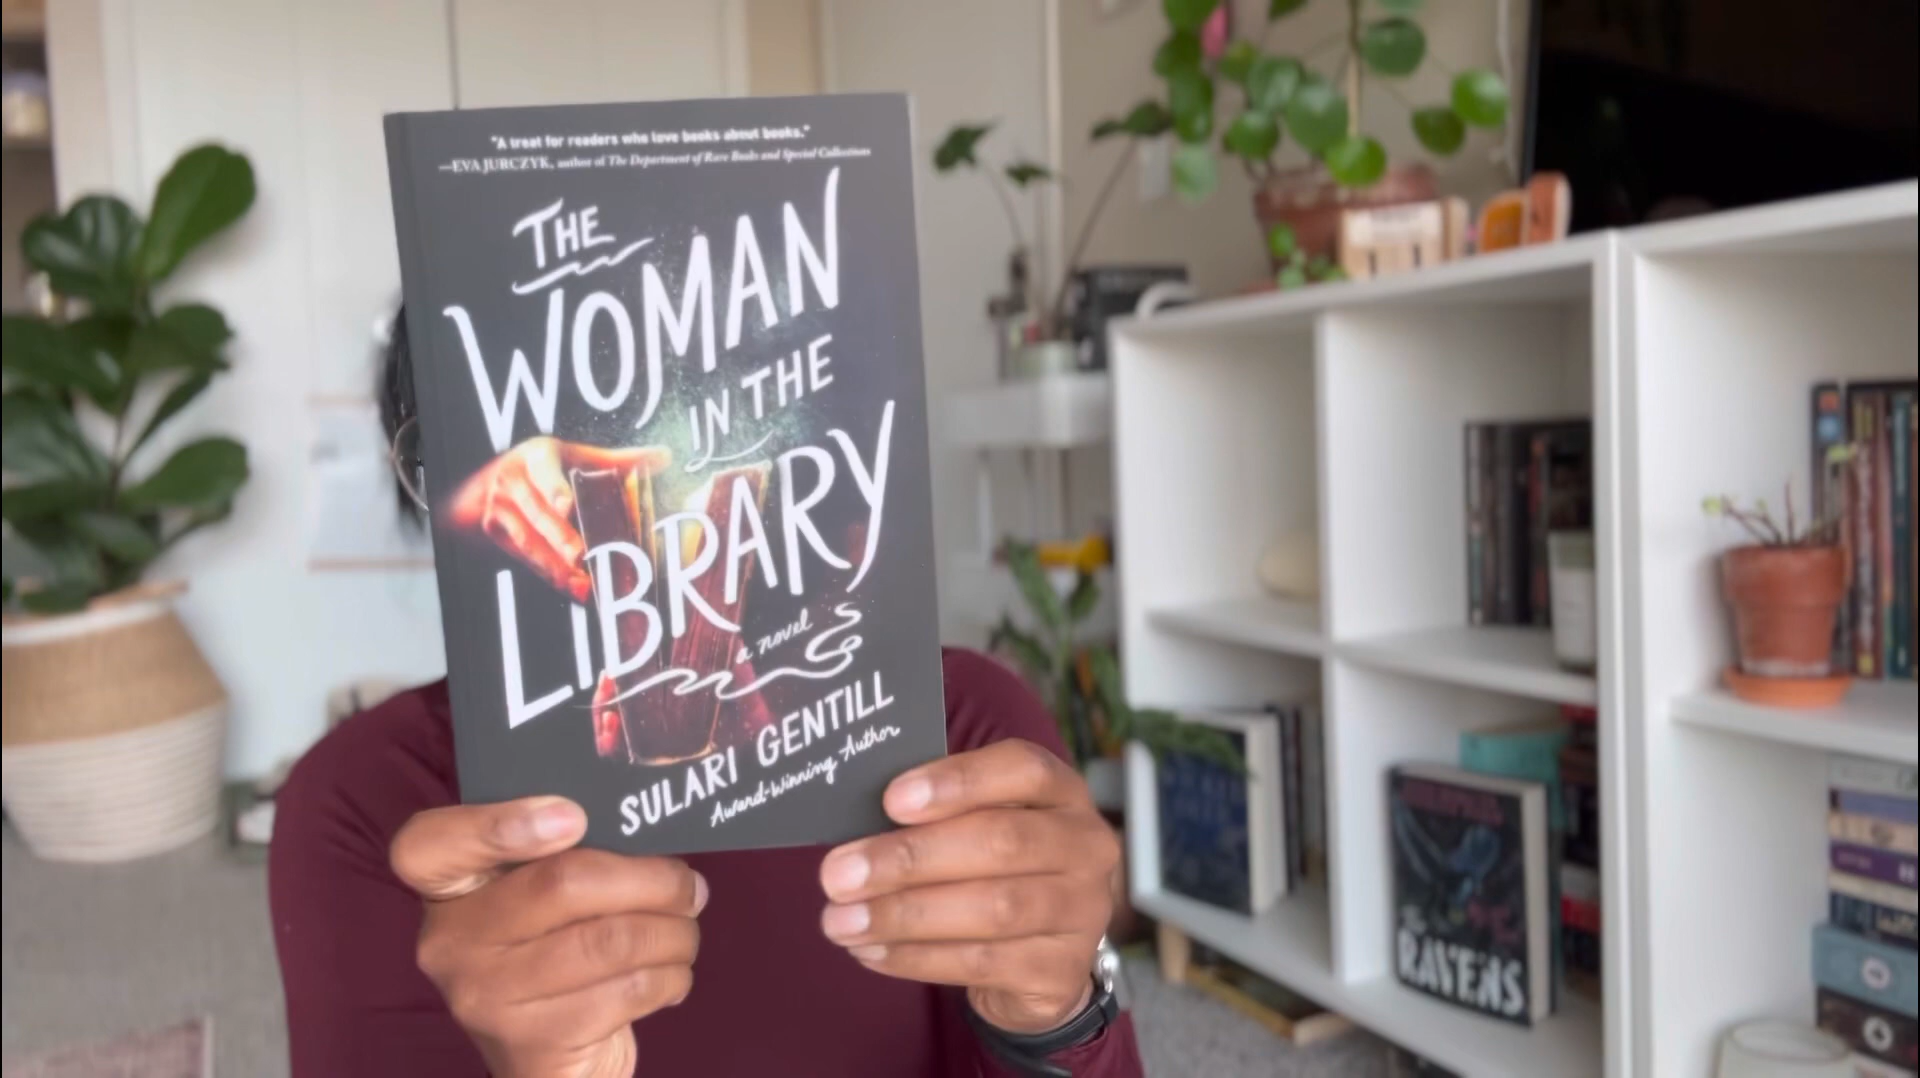 "A treat for readers who love books about books."
—EVA JURCZYK, author of The Department of Rare Books and Special Collections
THE
WOMAN
IN THE
LIBRARY
a novel
SULARI GENTILL
Award-Winning Author
The
RAVENS